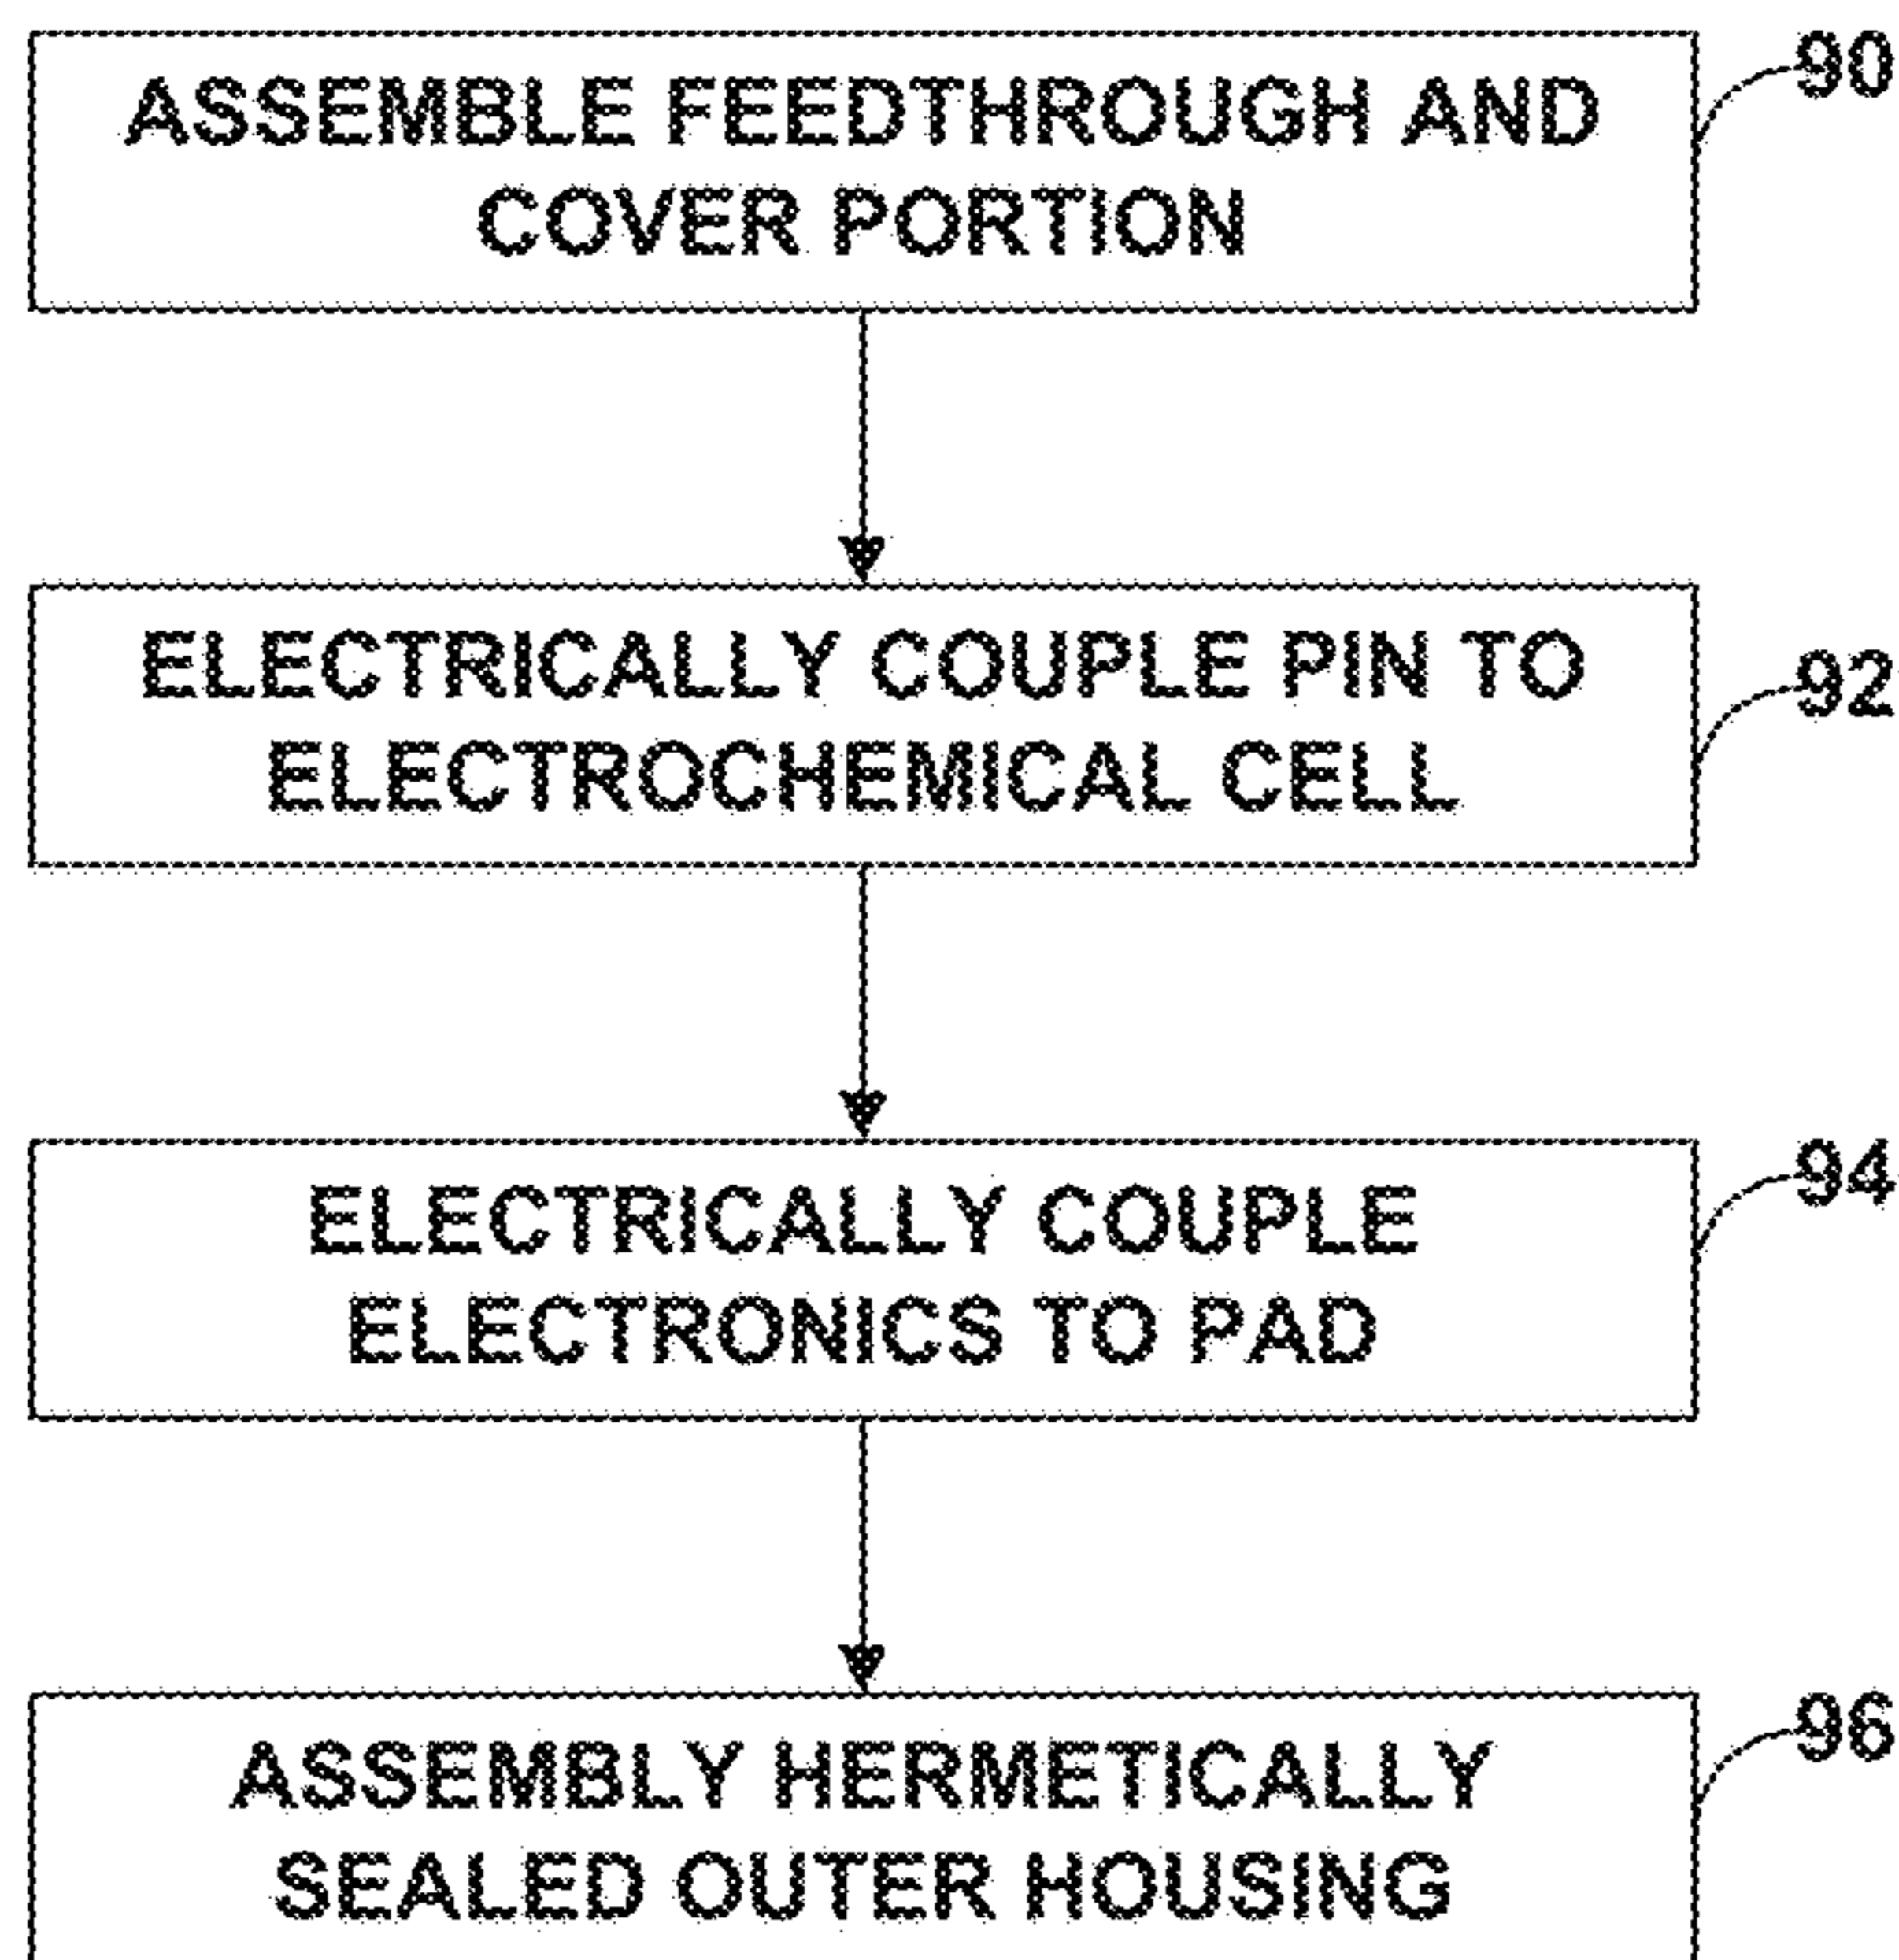 ASSEMBLE FEEDTHROUGH AND
COVER PORTION
90
ELECTRICALLY COUPLE PIN TO
ELECTROCHEMICAL CELL
92
ELECTRICALLY COUPLE
ELECTRONICS TO PAD
94
ASSEMBLY HERMETICALLY
SEALED OUTER HOUSING
96